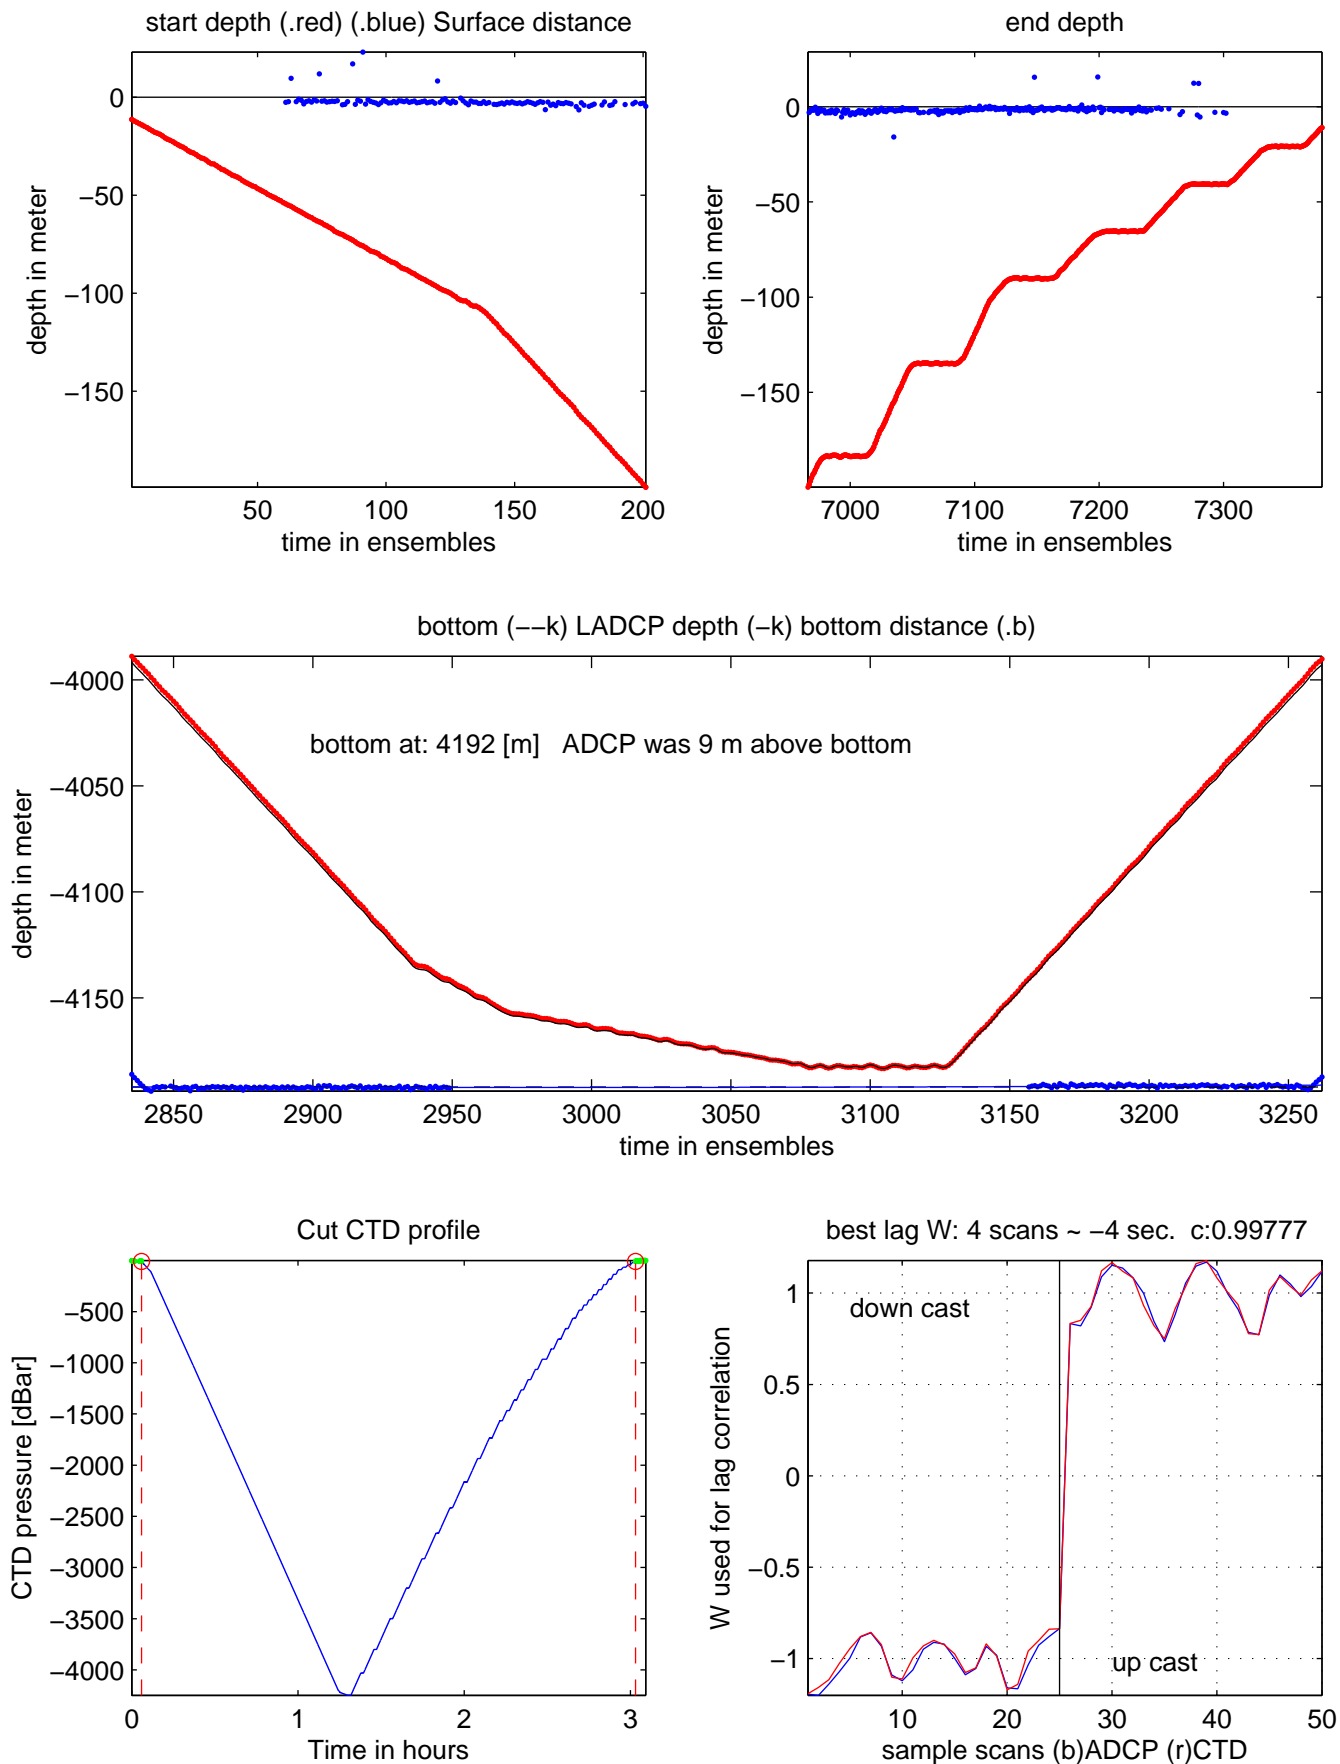 start depth (.red) (.blue) Surface distance
0
−50
−100
−150
depth in meter
50
100
150
200
time in ensembles
end depth
0
−50
−100
−150
depth in meter
7000
7100
7200
7300
time in ensembles
bottom (−−k) LADCP depth (−k) bottom distance (.b)
−4000
−4050
−4100
−4150
depth in meter
bottom at: 4192 [m]   ADCP was 9 m above bottom
2850
2900
2950
3000
3050
3100
3150
3200
3250
time in ensembles
Cut CTD profile
−500
−1000
−1500
−2000
−2500
−3000
−3500
−4000
CTD pressure [dBar]
0
1
2
3
Time in hours
best lag W: 4 scans ~ −4 sec.  c:0.99777
1
0.5
0
−0.5
−1
W used for lag correlation
down cast
up cast
10
20
30
40
50
sample scans (b)ADCP (r)CTD